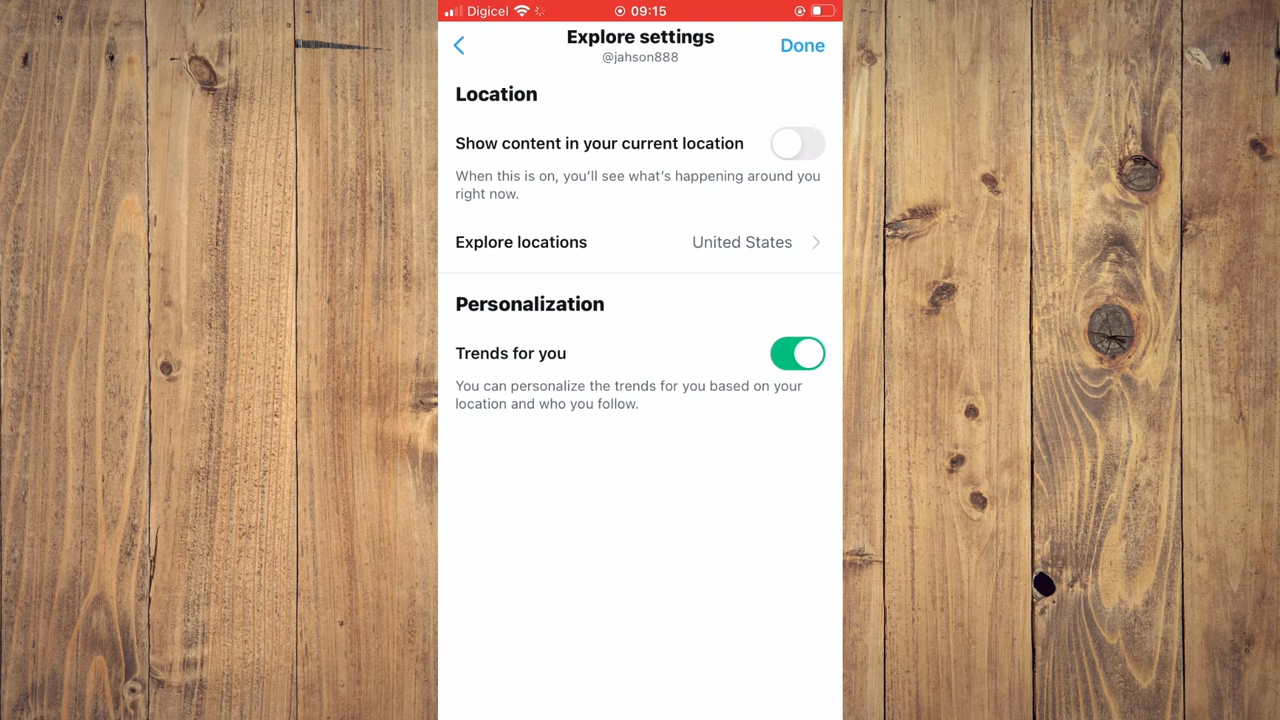 Digicel 09:15
Explore settings
@jahson888
Done
Location
Show content in your current location
When this is on, you’ll see what’s happening around you
right now.
Explore locations United States
Personalization
Trends for you
You can personalize the trends for you based on your
location and who you follow.